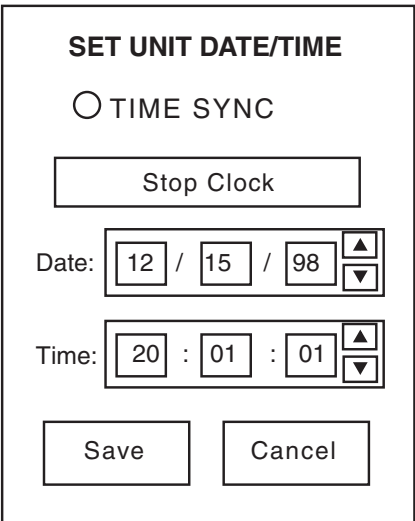 SET UNIT DATE/TIME
TIME SYNC
Stop Clock
Date: 12 / 15 / 98
Time: 20 : 01 : 01
Save Cancel